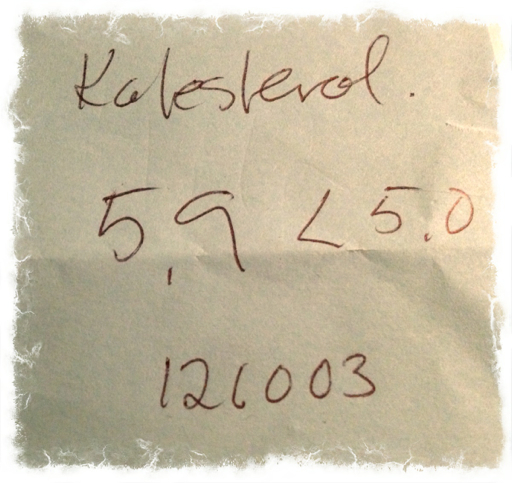 Kolesterol.
5,9 < 5,0
121003